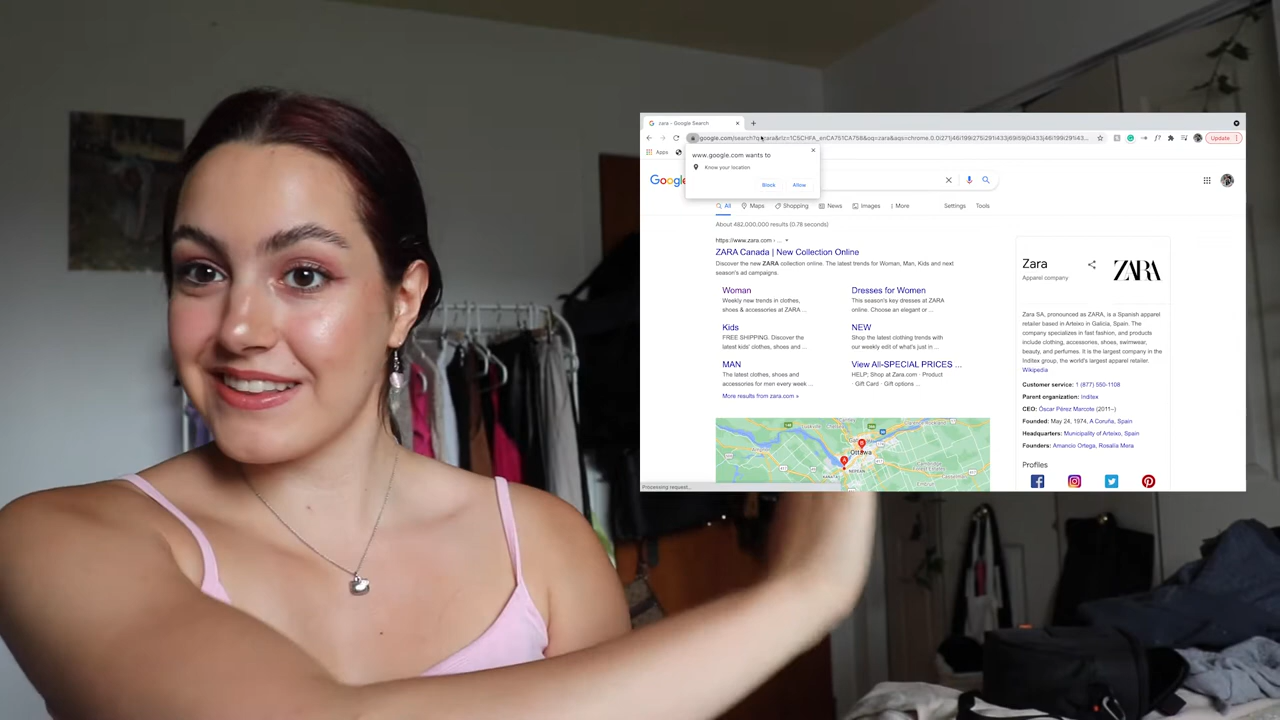 zara - Google Search
Update
Apps
www.google.com wants to
Know your location
Block
Allow
Google
All
Maps
Shopping
News
Images
More
Settings
Tools
About 482,000,000 results (0.78 seconds)
https://www.zara.com › ...
ZARA Canada | New Collection Online
Discover the new ZARA collection online. The latest trends for Woman, Man, Kids and next
season's ad campaigns.
Woman
Weekly new trends in clothes,
shoes & accessories at ZARA ...
Dresses for Women
This season's key dresses at ZARA
online. Choose an elegant or ...
Kids
FREE SHIPPING. Discover the
latest kids' clothes, shoes and ...
NEW
Shop the latest clothing trends with
our weekly edit of what's just in ...
MAN
The latest clothes, shoes and
accessories for men every week ...
View All-SPECIAL PRICES ...
HELP; Shop at Zara.com · Product
· Gift Card · Gift options ...
More results from zara.com »
Ottawa
NEPEAN
KANATA
Processing request...
Zara
Apparel company
ZARA
Zara SA, pronounced as ZARA, is a Spanish apparel
retailer based in Arteixo in Galicia, Spain. The
company specializes in fast fashion, and products
include clothing, accessories, shoes, swimwear,
beauty, and perfumes. It is the largest company in the
Inditex group, the world's largest apparel retailer.
Wikipedia
Customer service: 1 (877) 550-1108
Parent organization: Inditex
CEO: Óscar Pérez Marcote (2011–)
Founded: May 24, 1974, A Coruña, Spain
Headquarters: Municipality of Arteixo, Spain
Founders: Amancio Ortega, Rosalía Mera
Profiles